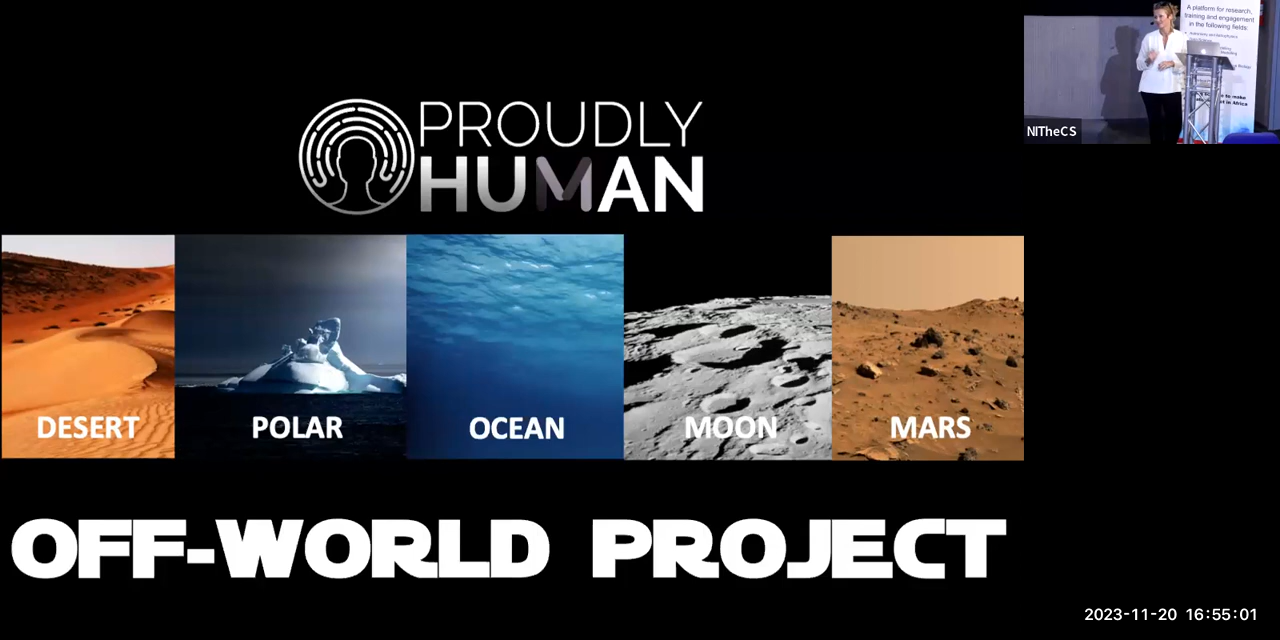 PROUDLY
HUMAN
DESERT
POLAR
OCEAN
MOON
MARS
OFF-WORLD PROJECT
A platform for research,
training and engagement
in the following fields:
NITheCS
2023-11-20 16:55:01